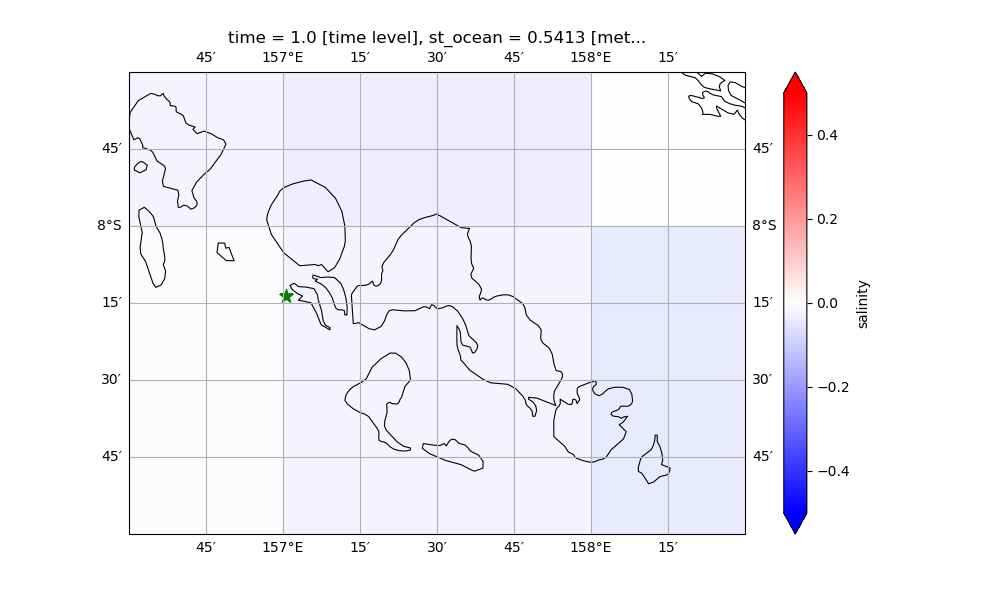 time = 1.0 [time level], st_ocean = 0.5413 [met...
45′ 157°E 15′ 30′ 45′ 158°E 15′
45′ 45′
8°S 8°S
15′ 15′
30′ 30′
45′ 45′
45′ 157°E 15′ 30′ 45′ 158°E 15′
0.4
0.2
0.0
−0.2
−0.4
salinity